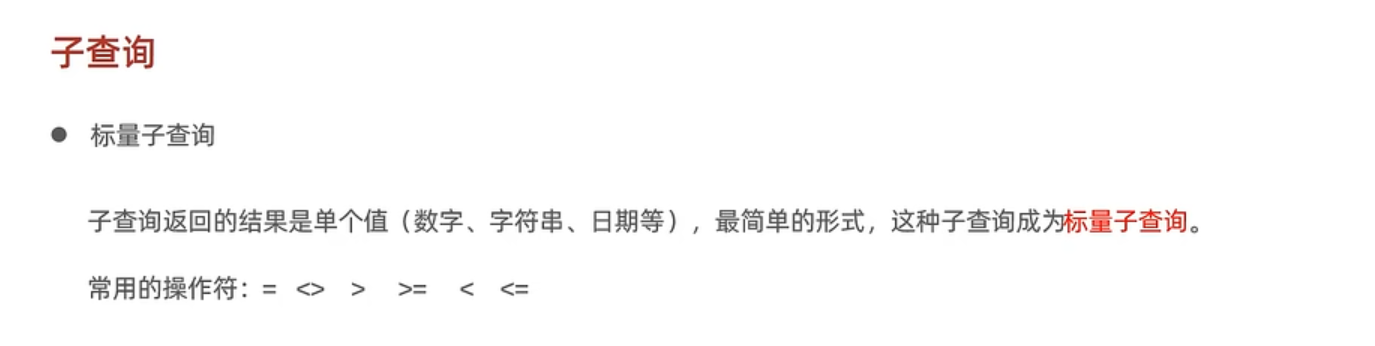 子查询
● 标量子查询
子查询返回的结果是单个值（数字、字符串、日期等），最简单的形式，这种子查询成为标量子查询。
常用的操作符：= <> > >= < <=